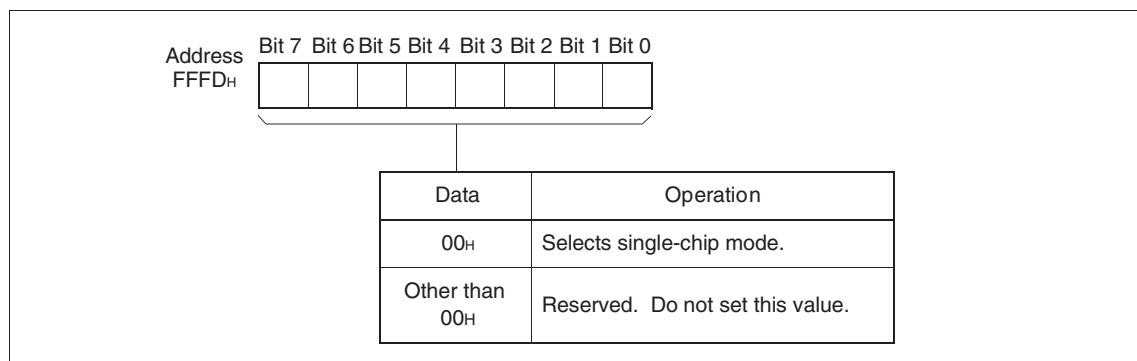 Address
FFFDH
Bit 7 Bit 6 Bit 5 Bit 4 Bit 3 Bit 2 Bit 1 Bit 0
Data Operation
00H Selects single-chip mode.
Other than
00H
Reserved. Do not set this value.